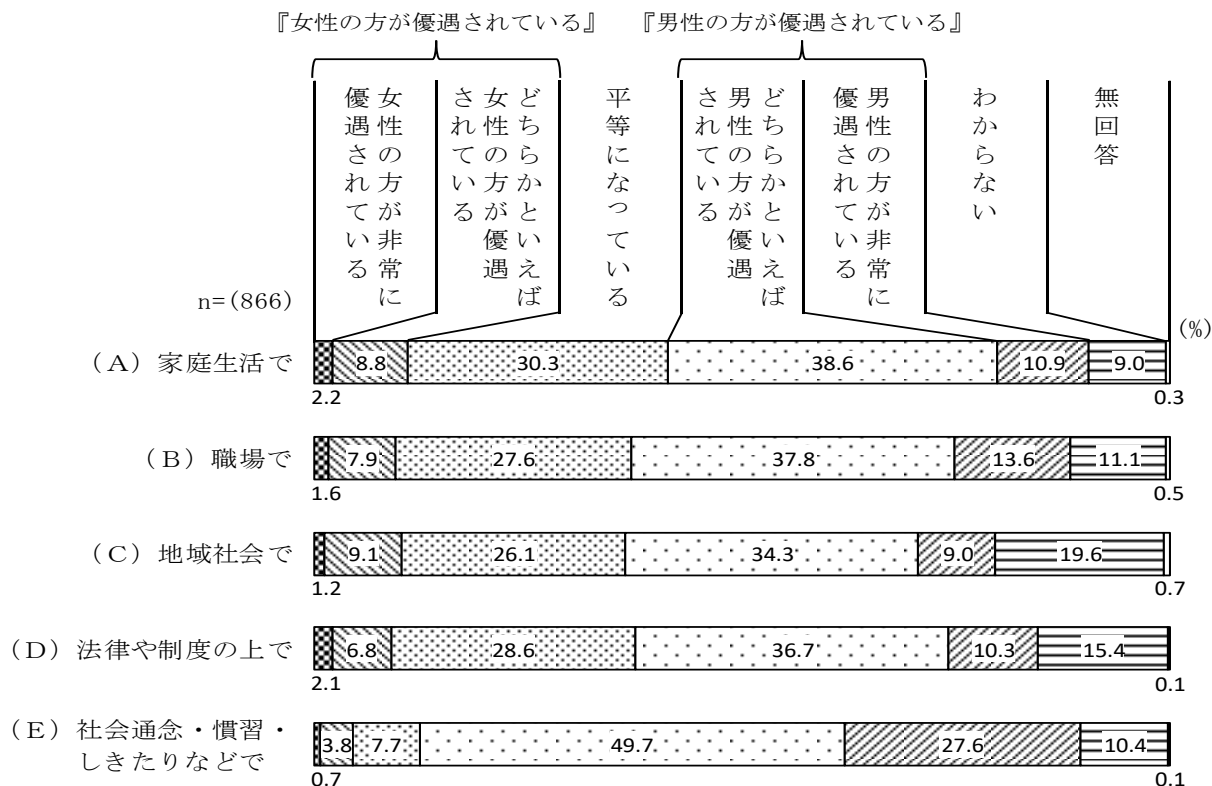 『女性の方が優遇されている』 『男性の方が優遇されている』
女性の方が非常に
優遇されている
どちらかといえば
女性の方が優遇
されている
平等になっている
どちらかといえば
男性の方が優遇
されている
男性の方が非常に
優遇されている
わからない
無回答
n=(866)
(%)
(A) 家庭生活で 8.8 30.3 38.6 10.9 9.0
2.2 0.3
(B) 職場で 7.9 27.6 37.8 13.6 11.1
1.6 0.5
(C) 地域社会で 9.1 26.1 34.3 9.0 19.6
1.2 0.7
(D) 法律や制度の上で 6.8 28.6 36.7 10.3 15.4
2.1 0.1
(E) 社会通念・慣習・
しきたりなどで 3.8 7.7 49.7 27.6 10.4
0.7 0.1